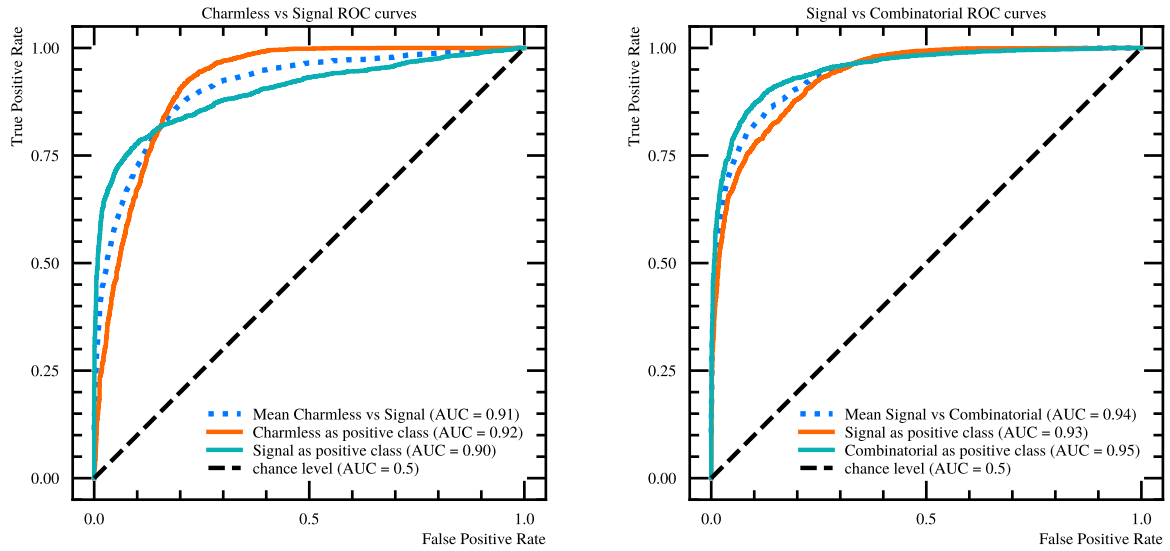 Charmless vs Signal ROC curves
True Positive Rate
1.00
0.75
0.50
0.25
0.00
Mean Charmless vs Signal (AUC = 0.91)
Charmless as positive class (AUC = 0.92)
Signal as positive class (AUC = 0.90)
chance level (AUC = 0.5)
0.0
0.5
1.0
False Positive Rate
Signal vs Combinatorial ROC curves
True Positive Rate
1.00
0.75
0.50
0.25
0.00
Mean Signal vs Combinatorial (AUC = 0.94)
Signal as positive class (AUC = 0.93)
Combinatorial as positive class (AUC = 0.95)
chance level (AUC = 0.5)
0.0
0.5
1.0
False Positive Rate